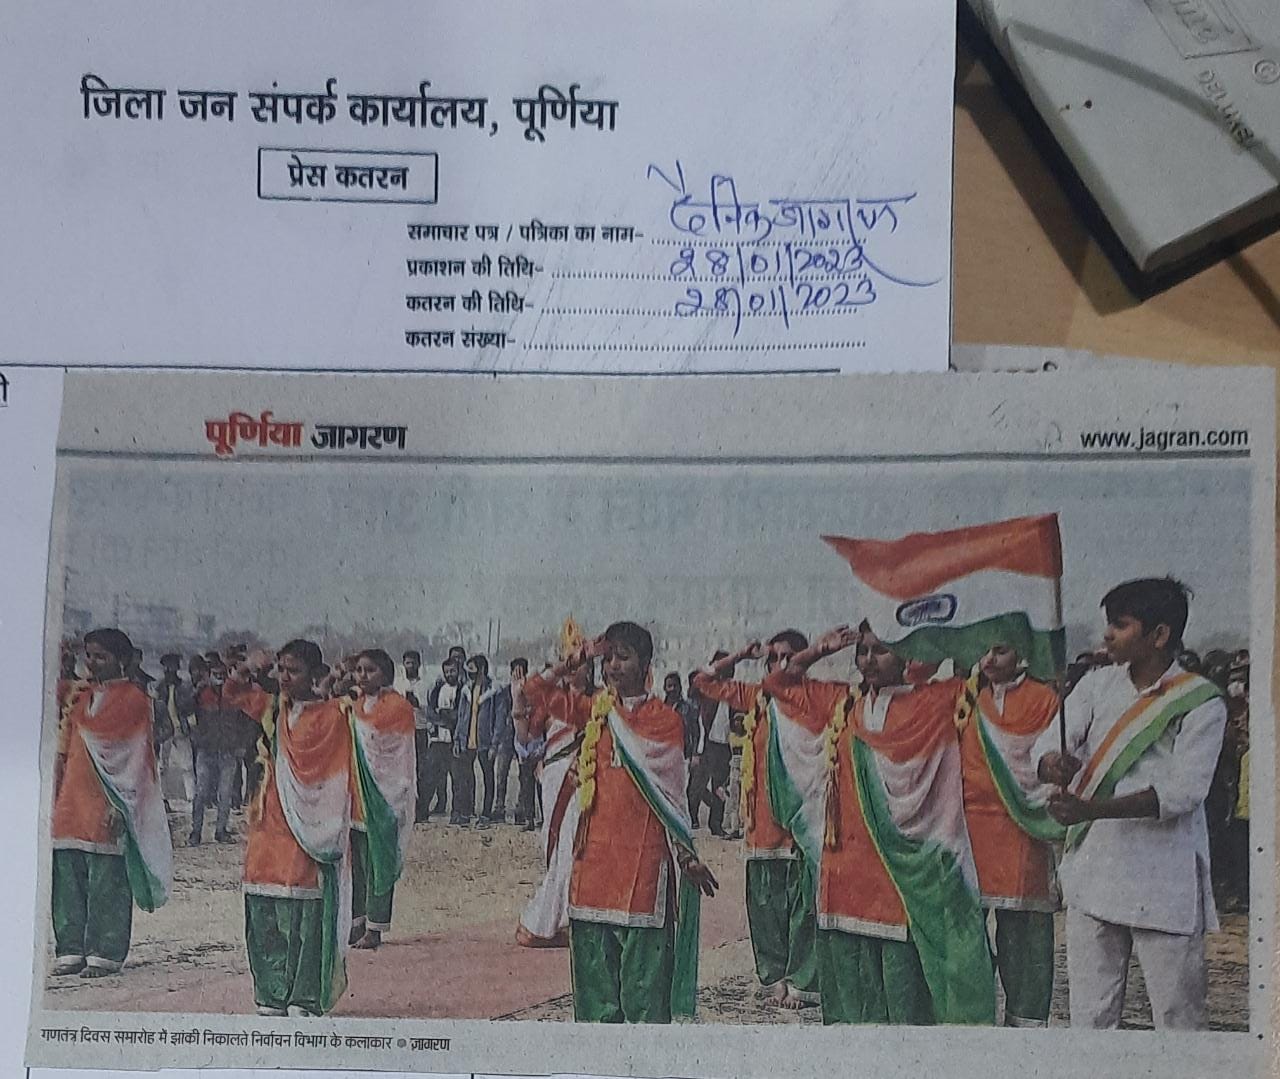 जिला जन संपर्क कार्यालय, पूर्णिया
प्रेस कतरन
समाचार पत्र / पत्रिका का नाम- दैनिक जागरण
प्रकाशन की तिथि- 28/01/2023
कतरन की तिथि- 28/01/2023
कतरन संख्या-
पूर्णिया जागरण
www.jagran.com
गणतंत्र दिवस समारोह में झांकी निकालते निर्वाचन विभाग के कलाकार ● जागरण